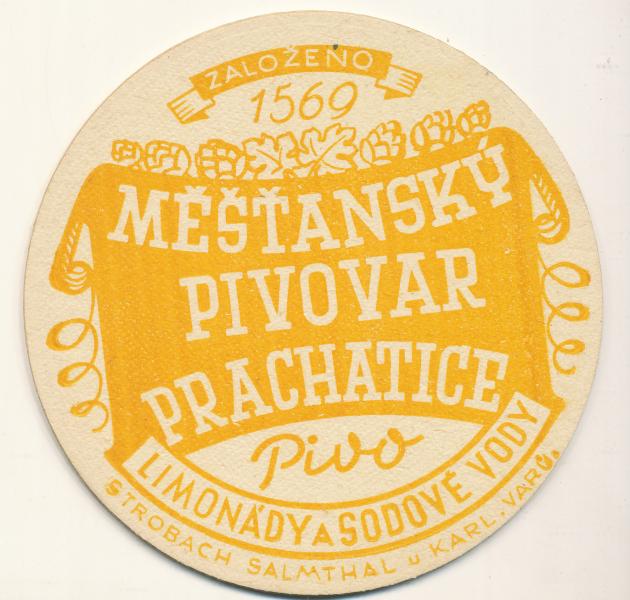 ZALOŽENO
1569
MĚŠŤANSKÝ
PIVOVAR
PRACHATICE
Pivo
LIMONÁDY A SODOVÉ VODY
STROBACH SALMTHAL u KARL. VARŮ.